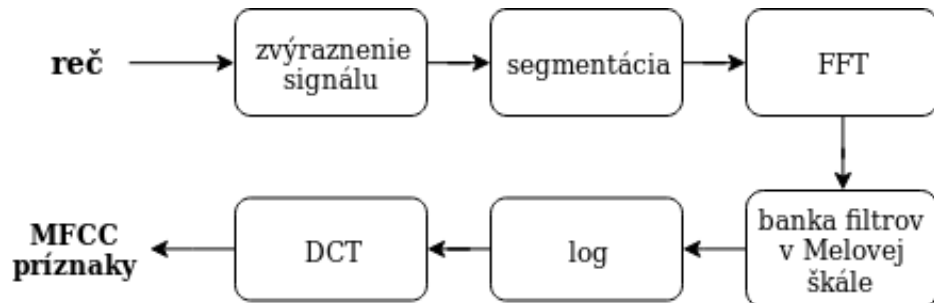 reč
zvýraznenie
signálu
segmentácia
FFT
banka filtrov
v Melovej
škále
log
DCT
MFCC
príznaky